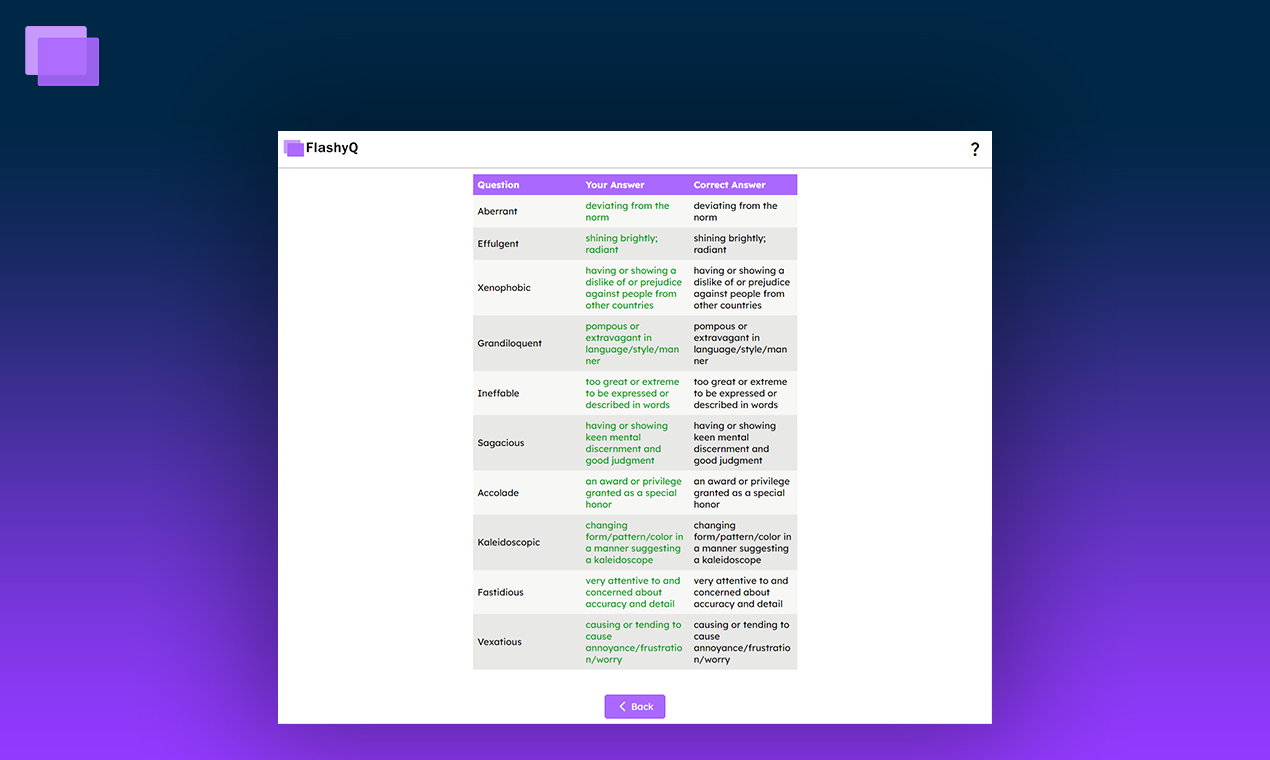 FlashyQ ?
Question Your Answer Correct Answer
Aberrant
deviating from the
norm
deviating from the
norm
Effulgent
shining brightly;
radiant
shining brightly;
radiant
Xenophobic
having or showing a
dislike of or prejudice
against people from
other countries
having or showing a
dislike of or prejudice
against people from
other countries
Grandiloquent
pompous or
extravagant in
language/style/man
ner
pompous or
extravagant in
language/style/man
ner
Ineffable
too great or extreme
to be expressed or
described in words
too great or extreme
to be expressed or
described in words
Sagacious
having or showing
keen mental
discernment and
good judgment
having or showing
keen mental
discernment and
good judgment
Accolade
an award or privilege
granted as a special
honor
an award or privilege
granted as a special
honor
Kaleidoscopic
changing
form/pattern/color in
a manner suggesting
a kaleidoscope
changing
form/pattern/color in
a manner suggesting
a kaleidoscope
Fastidious
very attentive to and
concerned about
accuracy and detail
very attentive to and
concerned about
accuracy and detail
Vexatious
causing or tending to
cause
annoyance/frustratio
n/worry
causing or tending to
cause
annoyance/frustratio
n/worry
Back